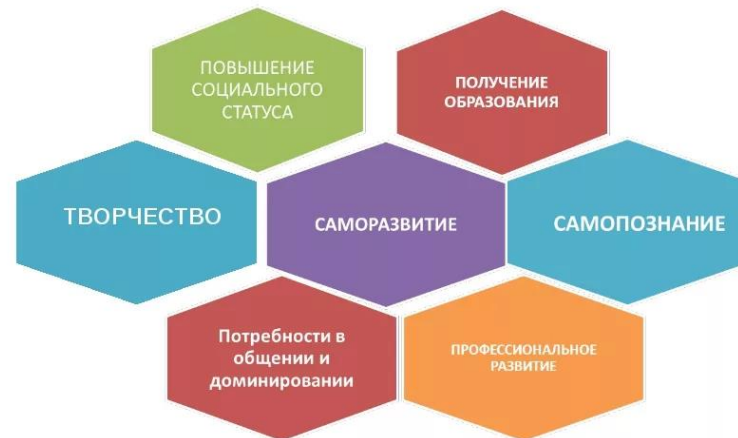 ПОВЫШЕНИЕ
СОЦИАЛЬНОГО
СТАТУСА
ПОЛУЧЕНИЕ
ОБРАЗОВАНИЯ
ТВОРЧЕСТВО
САМОРАЗВИТИЕ
САМОПОЗНАНИЕ
Потребности в
общении и
доминировании
ПРОФЕССИОНАЛЬНОЕ
РАЗВИТИЕ